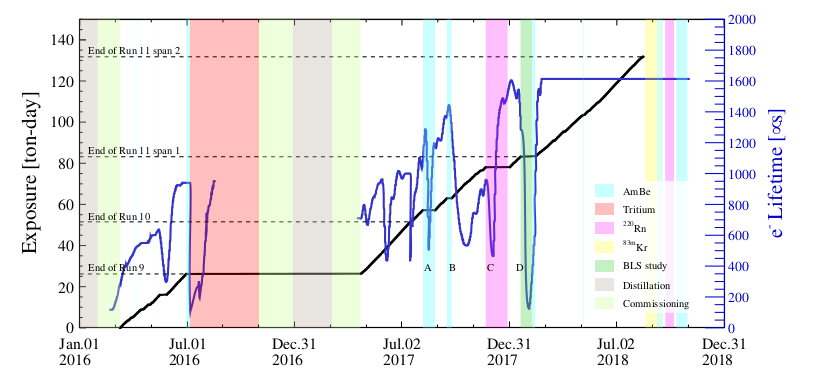 Exposure [ton-day]
140
120
100
80
60
40
20
0
End of Run 11 span 2
End of Run 11 span 1
End of Run 10
End of Run 9
A B C D
AmBe
Tritium
²²⁰Rn
⁸³ᵐKr
BLS study
Distillation
Commissioning
2000
1800
1600
1400
1200
1000
800
600
400
200
0
e⁻ Lifetime [∝s]
Jan.01 Jul.01 Dec.31 Jul.02 Dec.31 Jul.02 Dec.31
2016 2016 2016 2017 2017 2018 2018